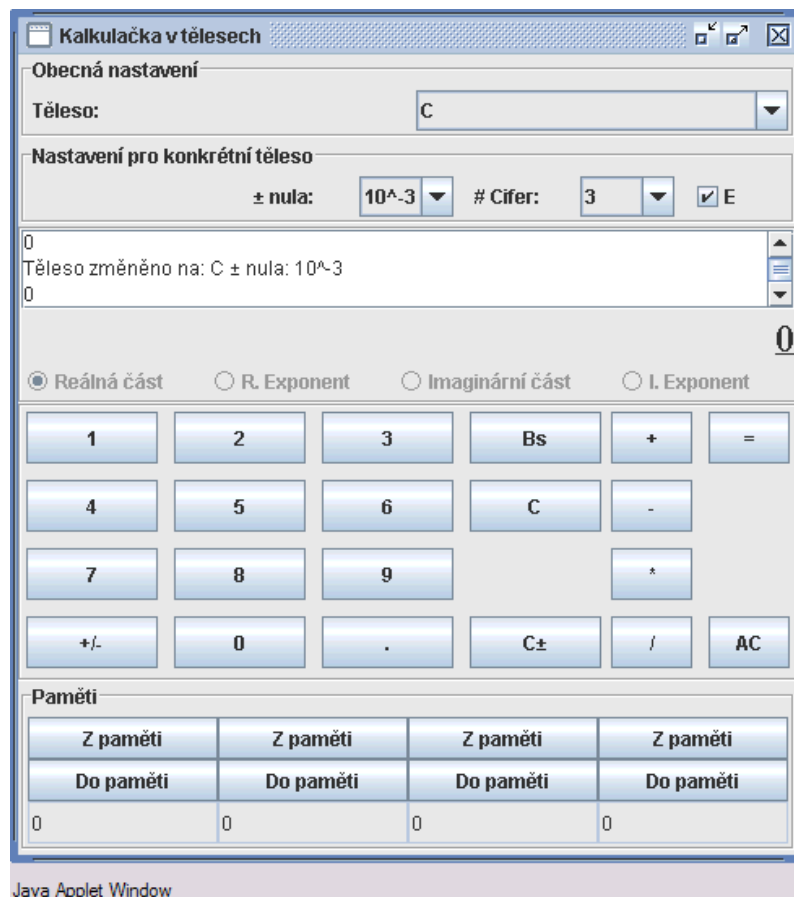 Kalkulačka v tělesech
Obecná nastavení
Těleso: C
Nastavení pro konkrétní těleso
± nula: 10^-3 # Cifer: 3 E
0
Těleso změněno na: C ± nula: 10^-3
0
0
Reálná část R. Exponent Imaginární část I. Exponent
1 2 3 Bs + =
4 5 6 C -
7 8 9 *
+/- 0 . C± / AC
Paměti
Z paměti Z paměti Z paměti Z paměti
Do paměti Do paměti Do paměti Do paměti
0 0 0 0
Java Applet Window